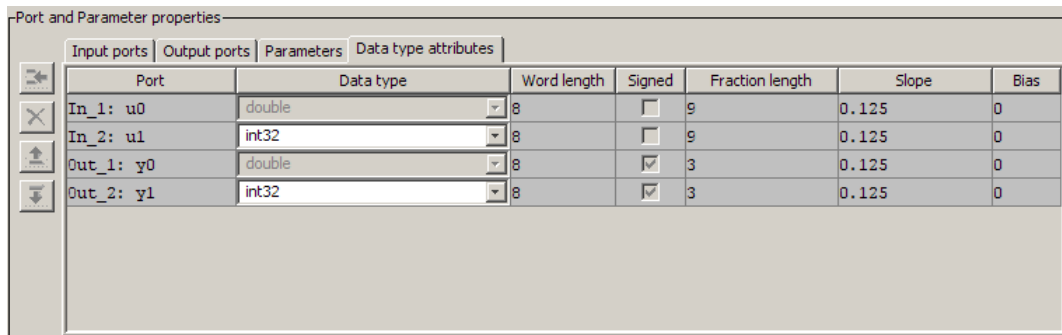 Port and Parameter properties
Input ports Output ports Parameters Data type attributes
Port Data type Word length Signed Fraction length Slope Bias
In_1: u0 double 8 9 0.125 0
In_2: u1 int32 8 9 0.125 0
Out_1: y0 double 8 3 0.125 0
Out_2: y1 int32 8 3 0.125 0